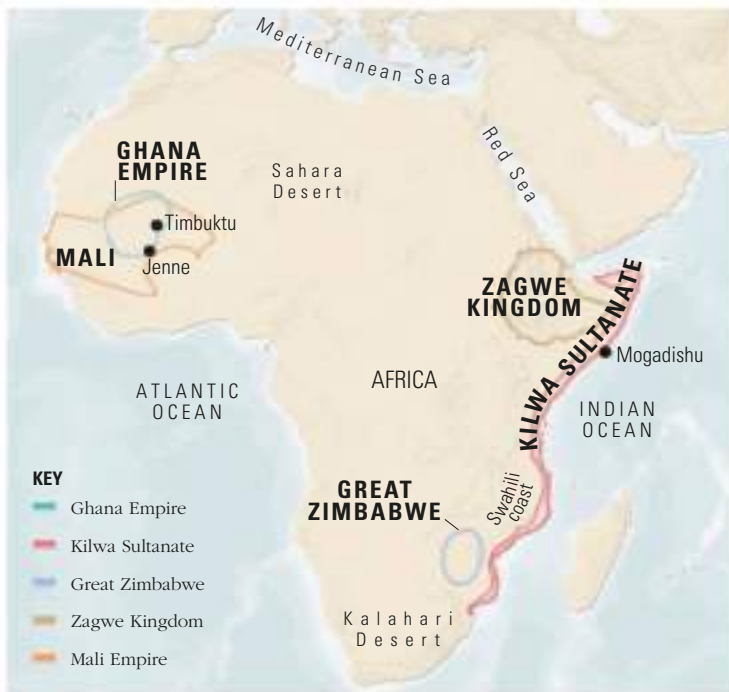 Mediterranean Sea
GHANA
EMPIRE
Sahara
Desert
Red Sea
Timbuktu
MALI
Jenne
ZAGWE
KINGDOM
KILWA SULTANATE
Mogadishu
AFRICA
ATLANTIC
OCEAN
INDIAN
OCEAN
GREAT
ZIMBABWE
Swahili
coast
Kalahari
Desert
KEY
Ghana Empire
Kilwa Sultanate
Great Zimbabwe
Zagwe Kingdom
Mali Empire